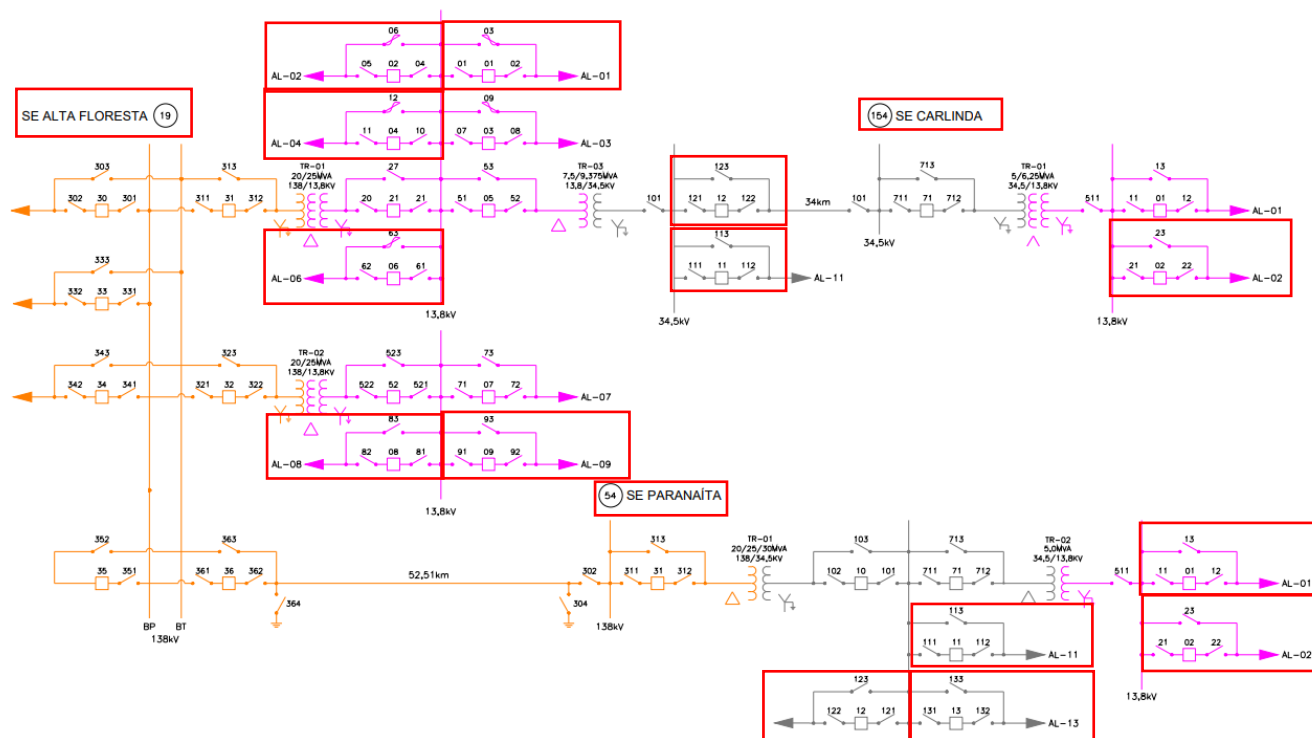 06 03
05 02 04 01 01 02
AL-02 AL-01
SE ALTA FLORESTA 19
12 09
11 04 10 07 03 08
AL-04 AL-03
154 SE CARLINDA
303 313
302 30 301 311 31 312
TR-01
20/25MVA
138/13,8KV
27 53
20 21 21 51 05 52
TR-03
7,5/9,375MVA
13,8/34,5KV
101
123
121 12 122
34km
101
713
711 71 712
TR-01
5/6,25MVA
34,5/13,8KV
511
13
11 01 12
AL-01
333
332 33 331
63
62 06 61
AL-06
13,8kV
113
111 11 112
AL-11
34,5kV
34,5kV
23
21 02 22
AL-02
13,8kV
343 323
342 34 341 321 32 322
TR-02
20/25MVA
138/13,8KV
523 73
522 52 521 71 07 72
AL-07
83 93
82 08 81 91 09 92
AL-08 AL-09
13,8kV
54 SE PARANAÍTA
352 363
35 351 361 36 362
364
BP BT
138kV
52,51km
304
302
138kV
313
311 31 312
TR-01
20/25/30MVA
138/34,5KV
103 713
102 10 101 711 71 712
TR-02
5,0MVA
34,5/13,8KV
511
13
11 01 12
AL-01
113
111 11 112
AL-11
23
21 02 22
AL-02
13,8kV
123 133
122 12 121 131 13 132
AL-13